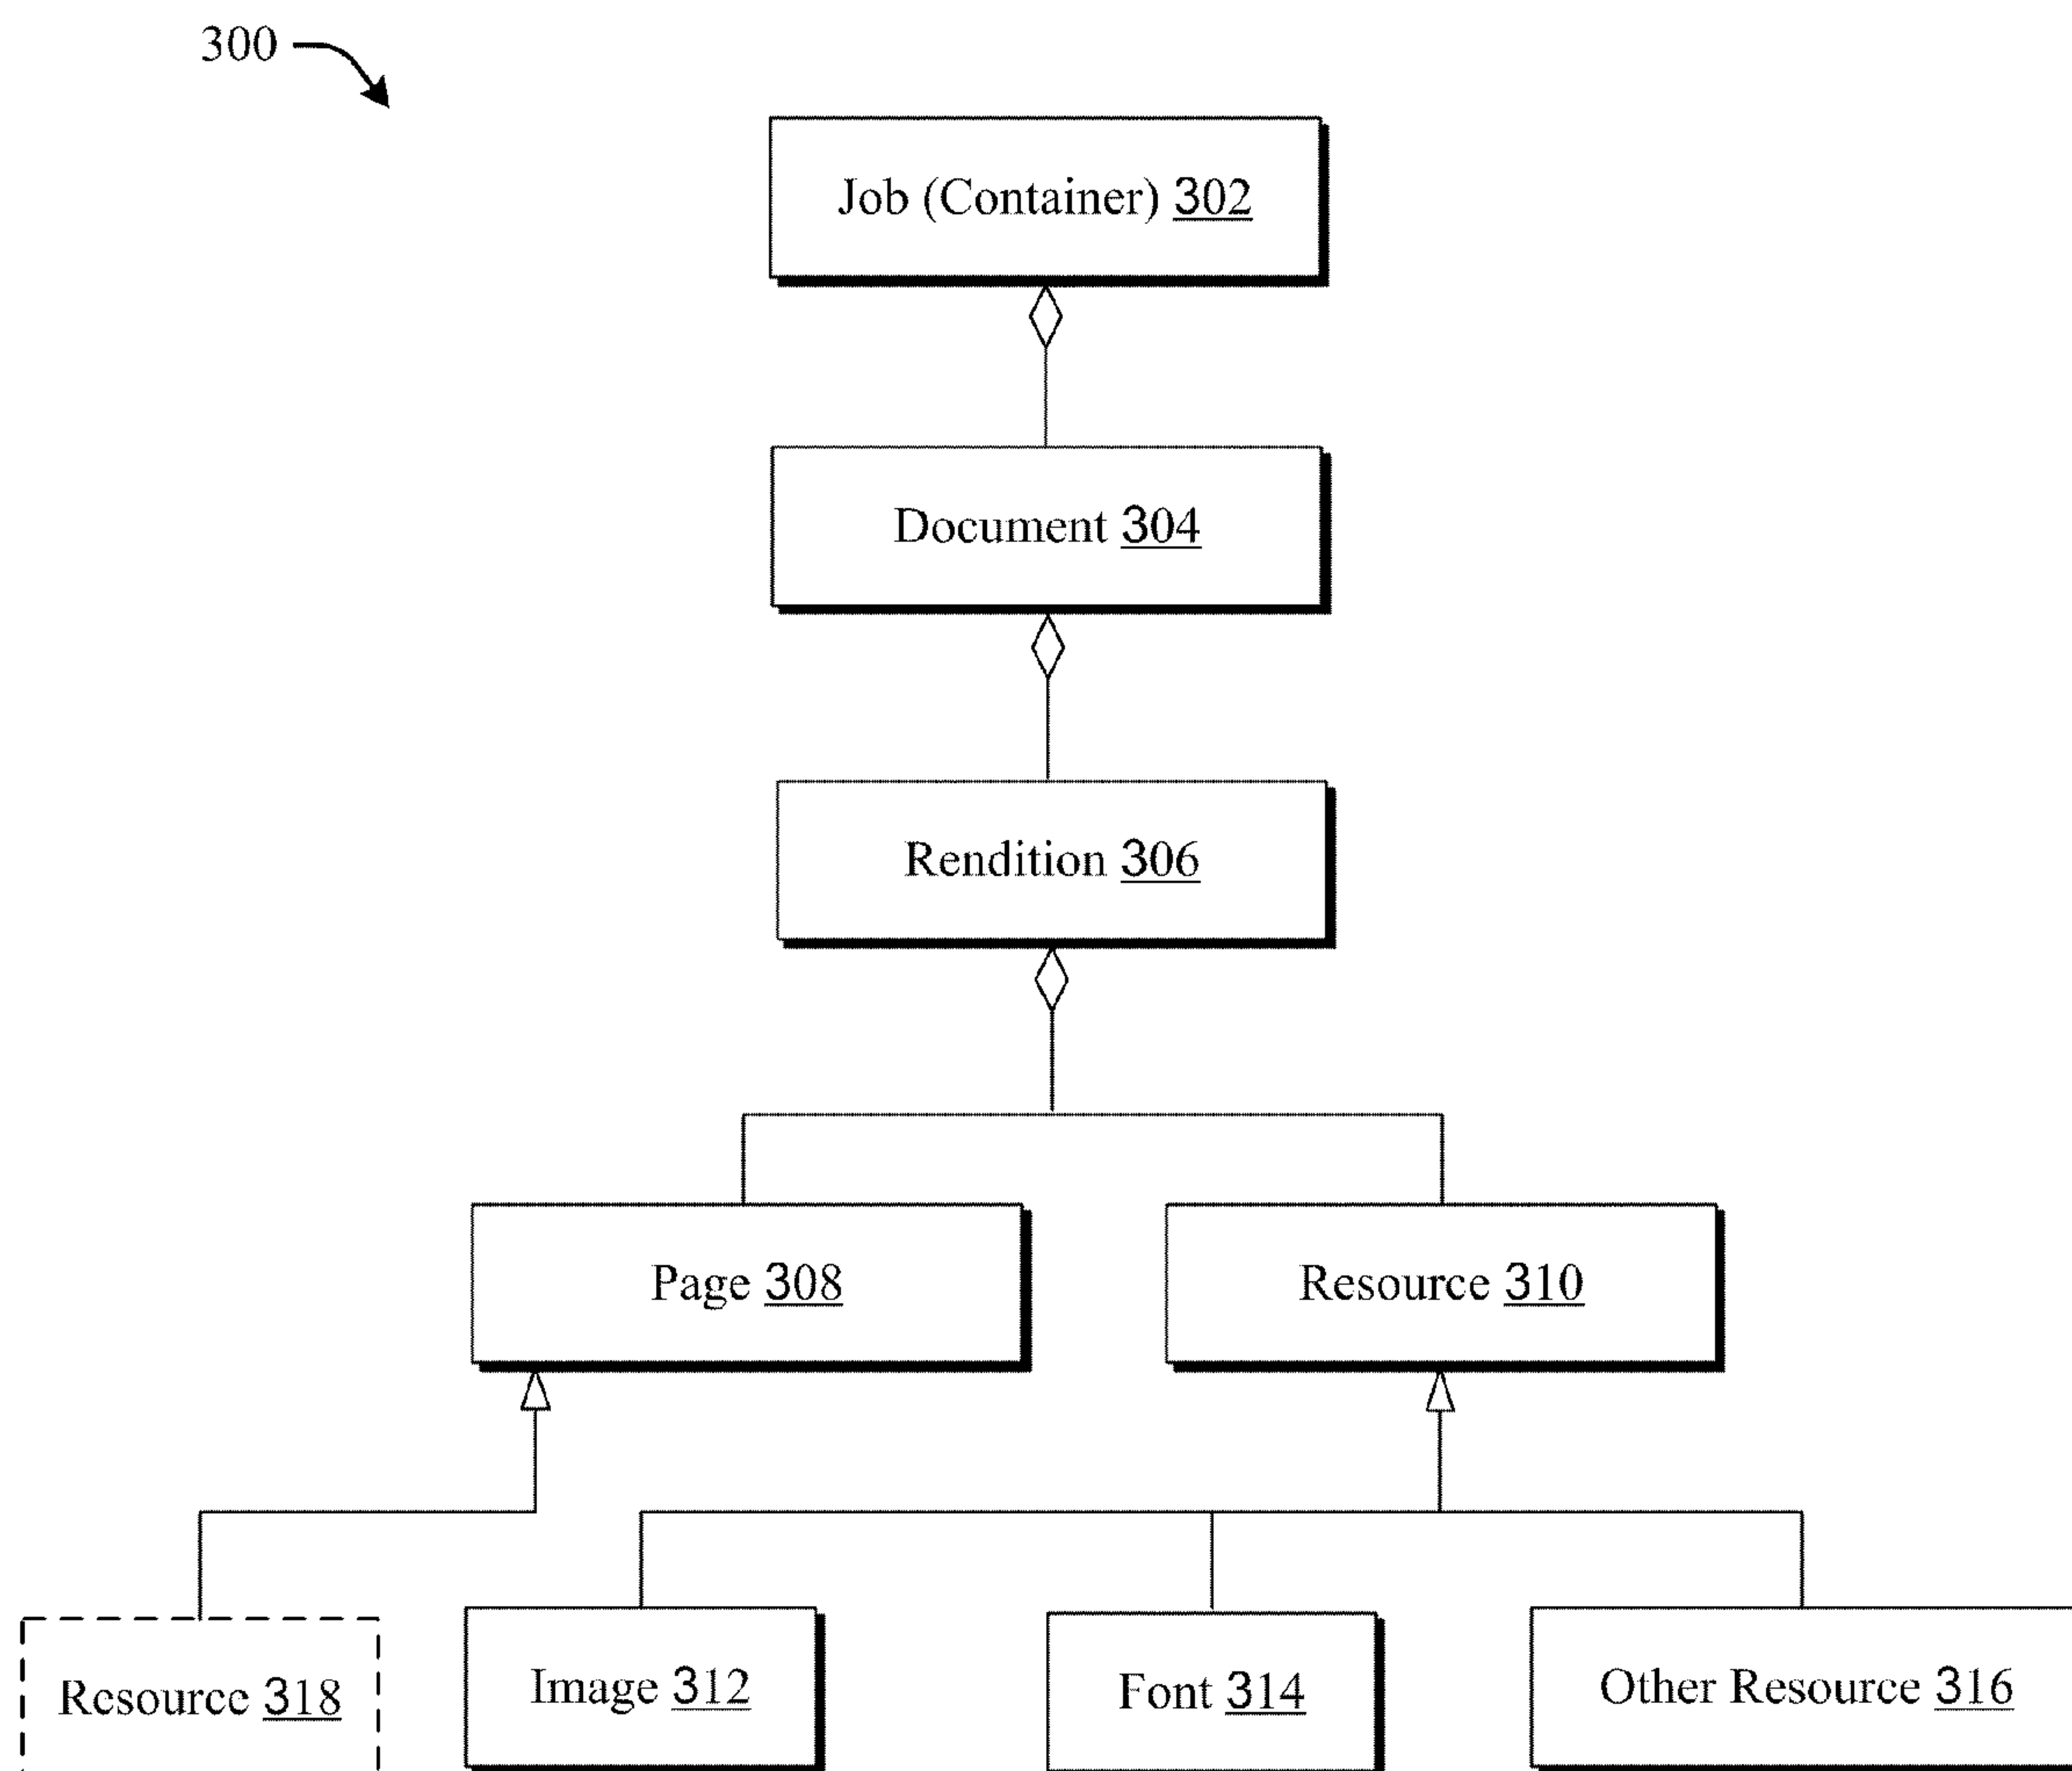 300
Job (Container) 302
Document 304
Rendition 306
Page 308
Resource 310
Resource 318
Image 312
Font 314
Other Resource 316